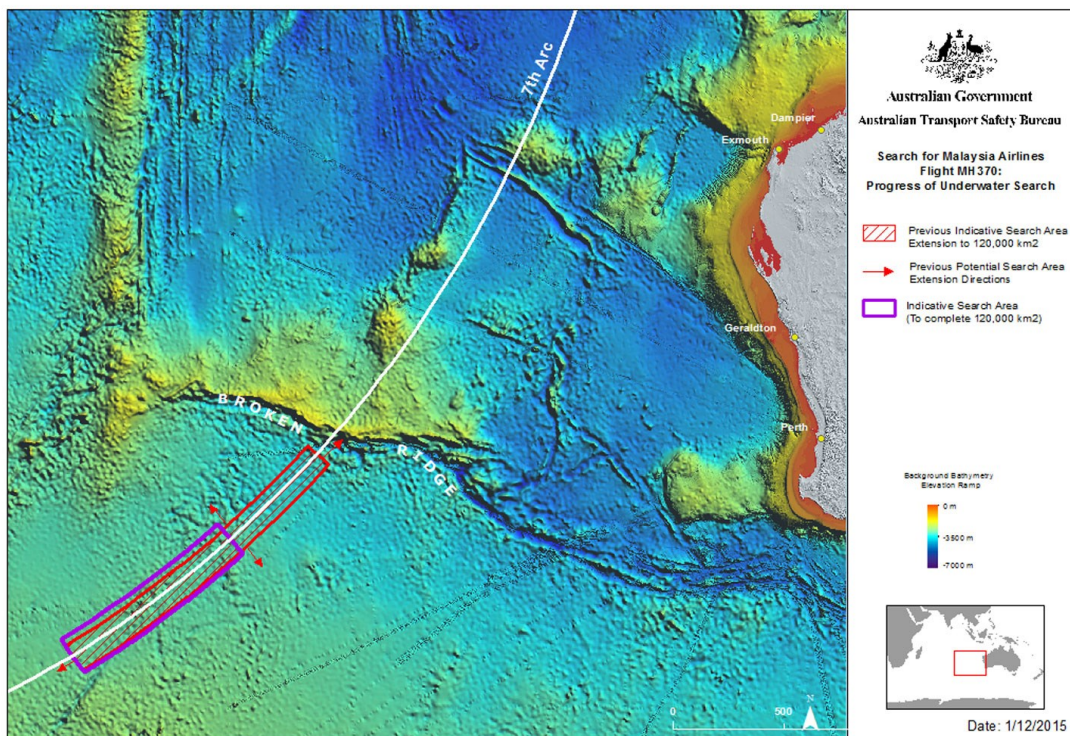 7th Arc
Dampier
Exmouth
Geraldton
Perth
BROKEN
RIDGE
0
500
N
Australian Government
Australian Transport Safety Bureau
Search for Malaysia Airlines
Flight MH370:
Progress of Underwater Search
Previous Indicative Search Area
Extension to 120,000 km2
Previous Potential Search Area
Extension Directions
Indicative Search Area
(To complete 120,000 km2)
Background Bathymetry
Elevation Ramp
0 m
-3500 m
-7000 m
Date: 1/12/2015